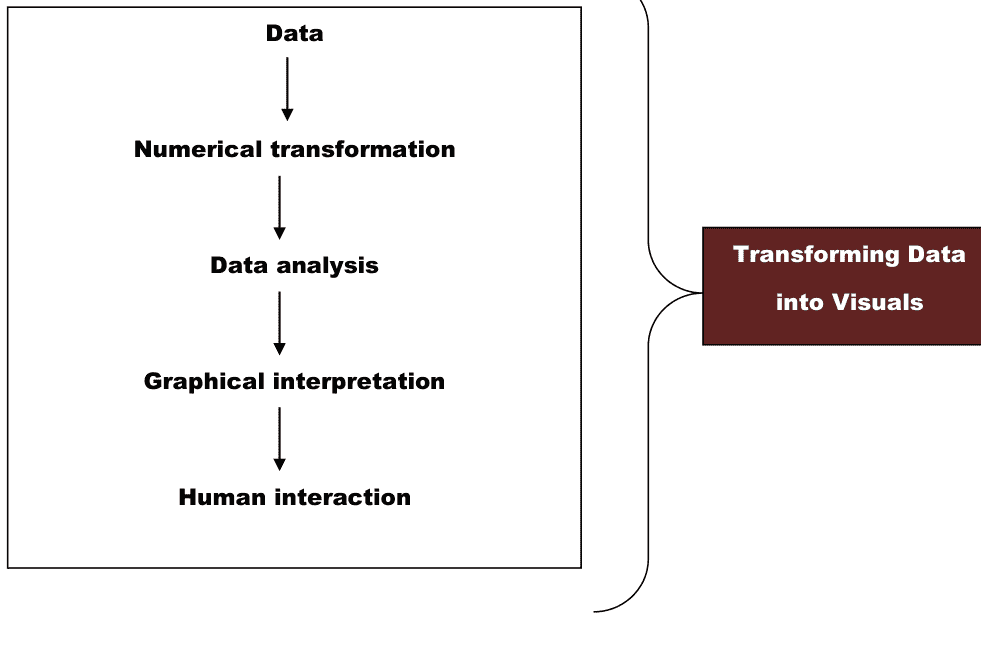 Data
Numerical transformation
Data analysis
Graphical interpretation
Human interaction
Transforming Data
into Visuals